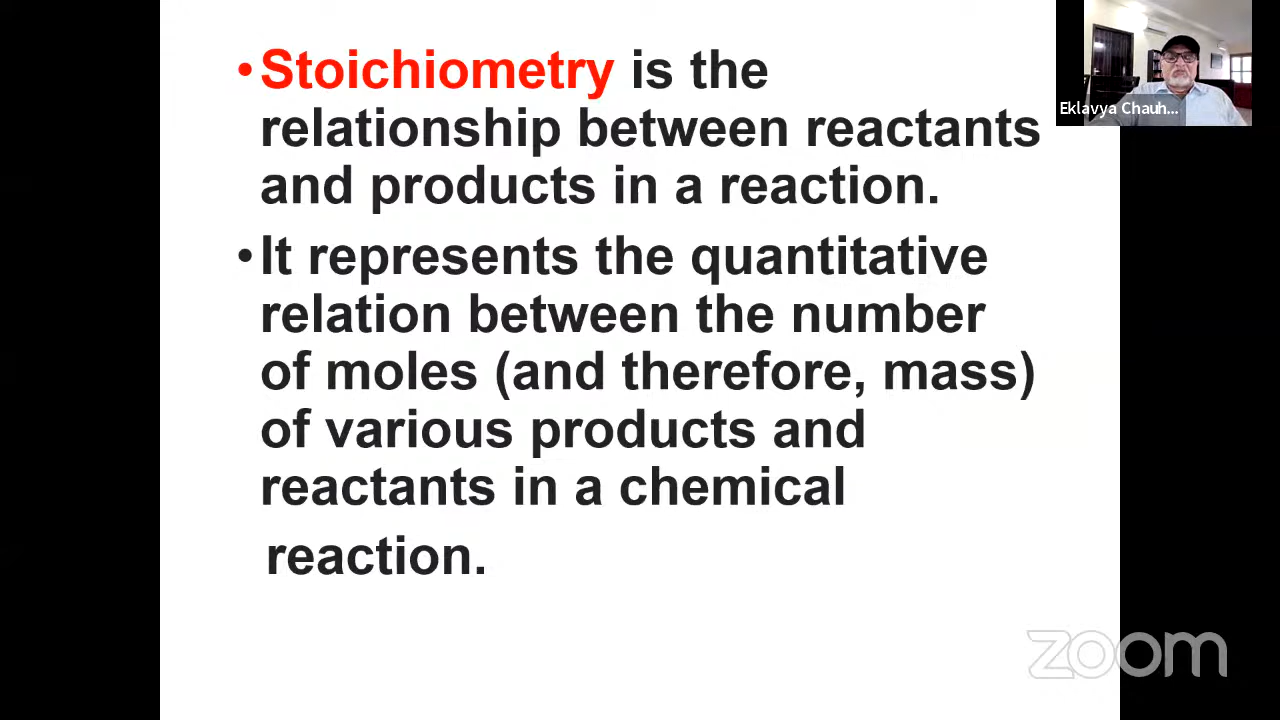 •Stoichiometry is the
relationship between reactants
and products in a reaction.
•It represents the quantitative
relation between the number
of moles (and therefore, mass)
of various products and
reactants in a chemical
reaction.
Eklavya Chauh...
zoom